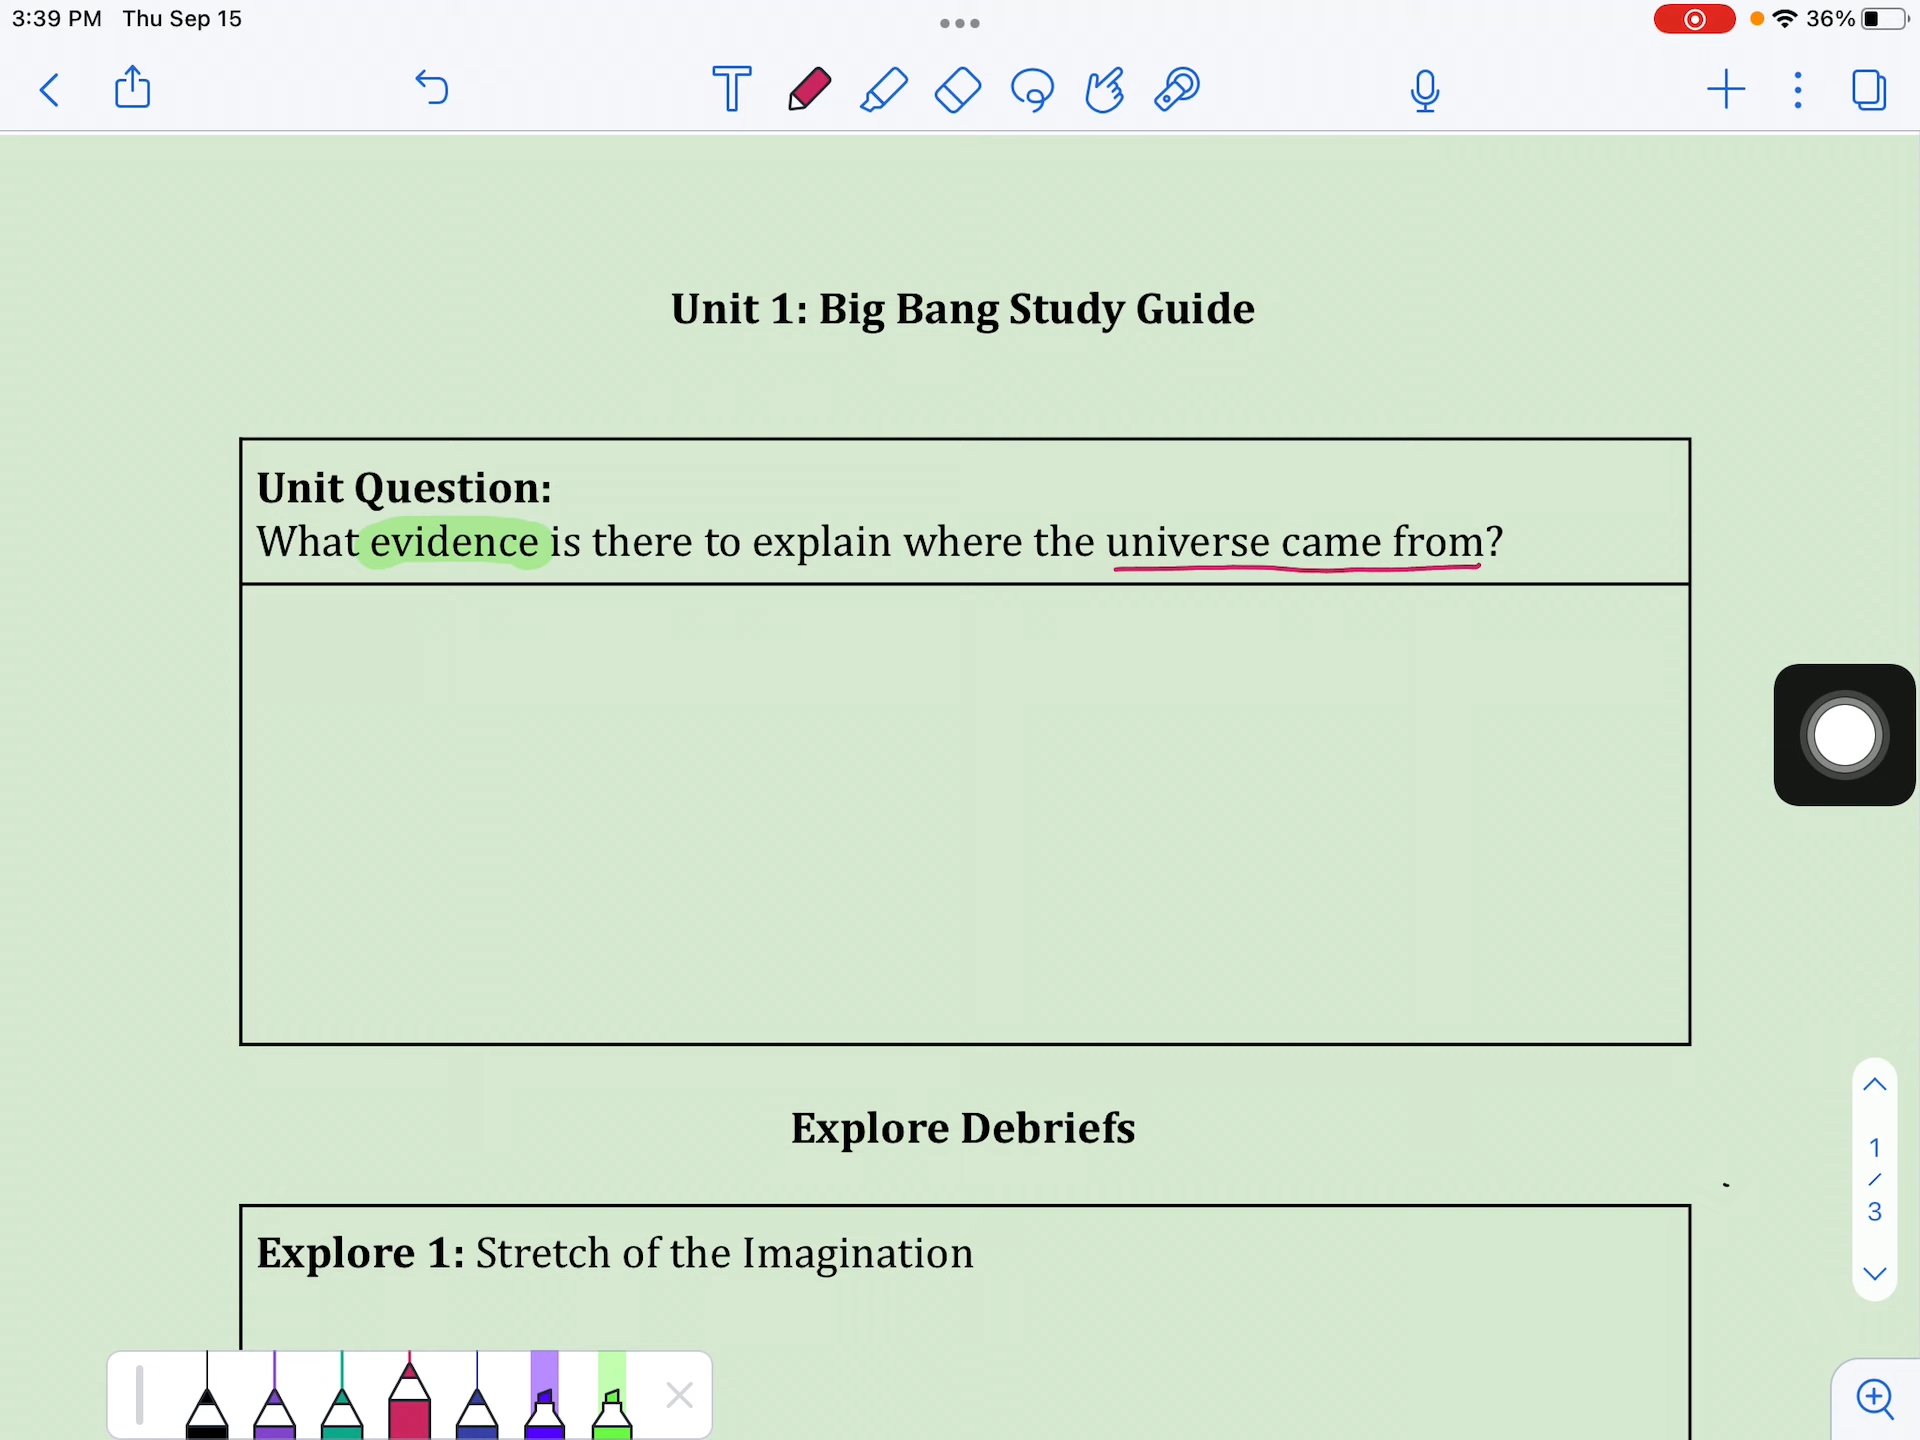 3:39 PM Thu Sep 15
36%
Unit 1: Big Bang Study Guide
Unit Question:
What evidence is there to explain where the universe came from?
Explore Debriefs
Explore 1: Stretch of the Imagination
1
/
3